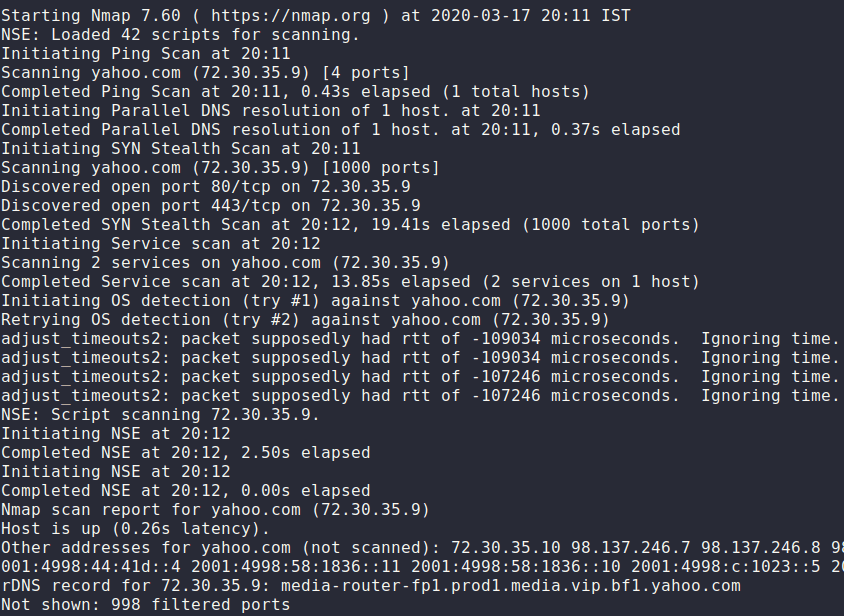 Starting Nmap 7.60 ( https://nmap.org ) at 2020-03-17 20:11 IST
NSE: Loaded 42 scripts for scanning.
Initiating Ping Scan at 20:11
Scanning yahoo.com (72.30.35.9) [4 ports]
Completed Ping Scan at 20:11, 0.43s elapsed (1 total hosts)
Initiating Parallel DNS resolution of 1 host. at 20:11
Completed Parallel DNS resolution of 1 host. at 20:11, 0.37s elapsed
Initiating SYN Stealth Scan at 20:11
Scanning yahoo.com (72.30.35.9) [1000 ports]
Discovered open port 80/tcp on 72.30.35.9
Discovered open port 443/tcp on 72.30.35.9
Completed SYN Stealth Scan at 20:12, 19.41s elapsed (1000 total ports)
Initiating Service scan at 20:12
Scanning 2 services on yahoo.com (72.30.35.9)
Completed Service scan at 20:12, 13.85s elapsed (2 services on 1 host)
Initiating OS detection (try #1) against yahoo.com (72.30.35.9)
Retrying OS detection (try #2) against yahoo.com (72.30.35.9)
adjust_timeouts2: packet supposedly had rtt of -109034 microseconds.  Ignoring time.
adjust_timeouts2: packet supposedly had rtt of -109034 microseconds.  Ignoring time.
adjust_timeouts2: packet supposedly had rtt of -107246 microseconds.  Ignoring time.
adjust_timeouts2: packet supposedly had rtt of -107246 microseconds.  Ignoring time.
NSE: Script scanning 72.30.35.9.
Initiating NSE at 20:12
Completed NSE at 20:12, 2.50s elapsed
Initiating NSE at 20:12
Completed NSE at 20:12, 0.00s elapsed
Nmap scan report for yahoo.com (72.30.35.9)
Host is up (0.26s latency).
Other addresses for yahoo.com (not scanned): 72.30.35.10 98.137.246.7 98.137.246.8
001:4998:44:41d::4 2001:4998:58:1836::11 2001:4998:58:1836::10 2001:4998:c:1023::5
rDNS record for 72.30.35.9: media-router-fp1.prod1.media.vip.bf1.yahoo.com
Not shown: 998 filtered ports